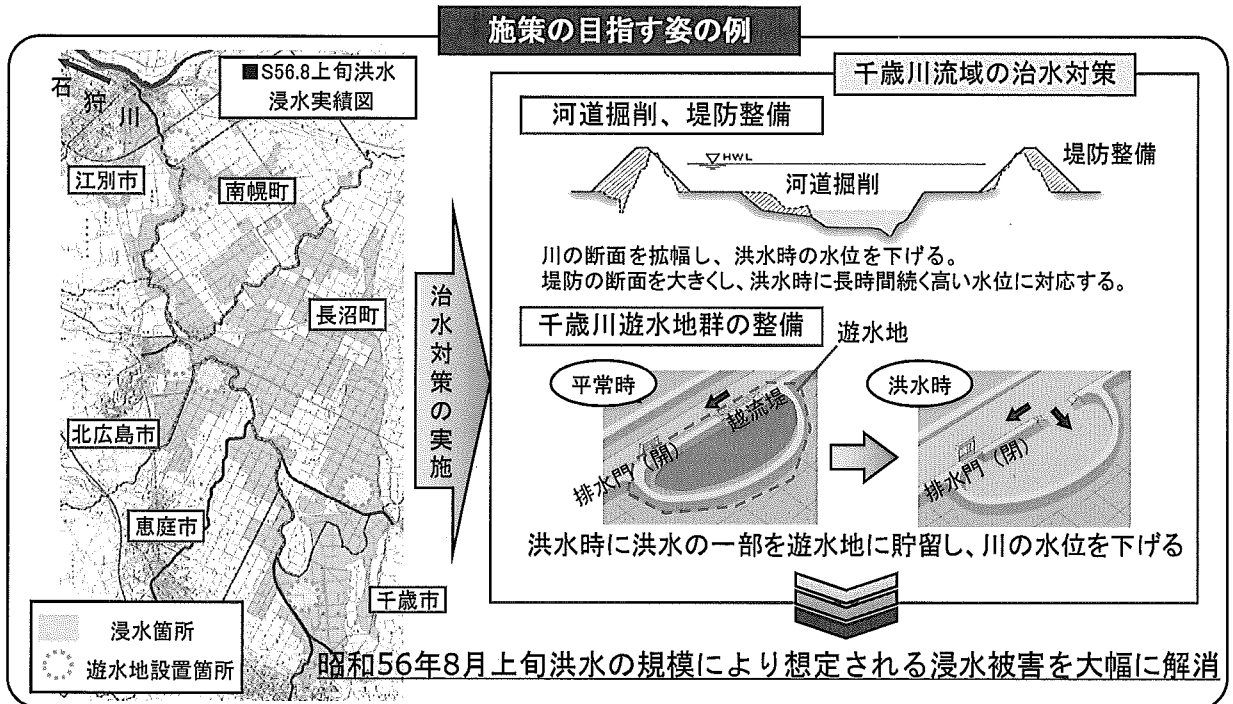 施策の目指す姿の例
■S56.8上旬洪水
浸水実績図
石狩川
江別市
南幌町
長沼町
北広島市
恵庭市
千歳市
浸水箇所
遊水地設置箇所
治水対策の実施
千歳川流域の治水対策
河道掘削、堤防整備
HWL
堤防整備
河道掘削
川の断面を拡幅し、洪水時の水位を下げる。
堤防の断面を大きくし、洪水時に長時間続く高い水位に対応する。
千歳川遊水地群の整備
遊水地
平常時
越流堤
排水門（開）
洪水時
排水門（閉）
洪水時に洪水の一部を遊水地に貯留し、川の水位を下げる
昭和56年8月上旬洪水の規模により想定される浸水被害を大幅に解消